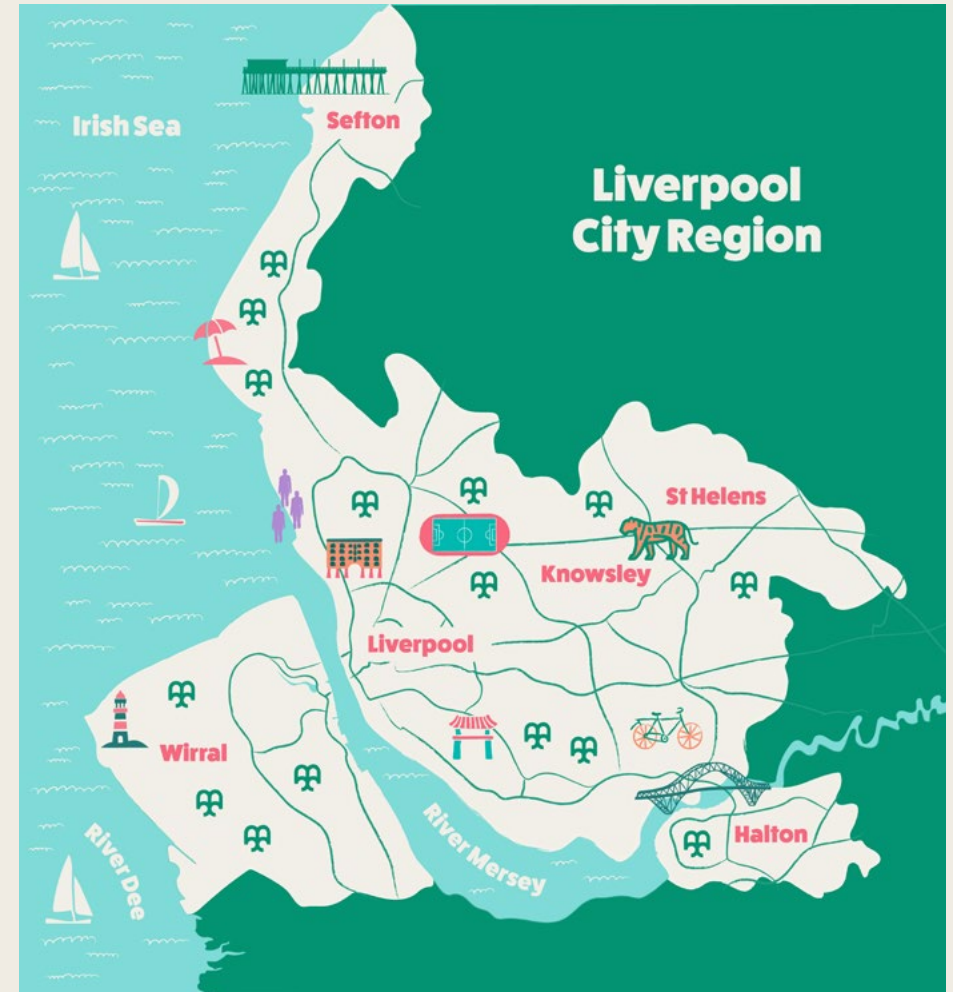 Irish Sea
Sefton
Liverpool
City Region
St Helens
Knowsley
Liverpool
Wirral
River Dee
River Mersey
Halton